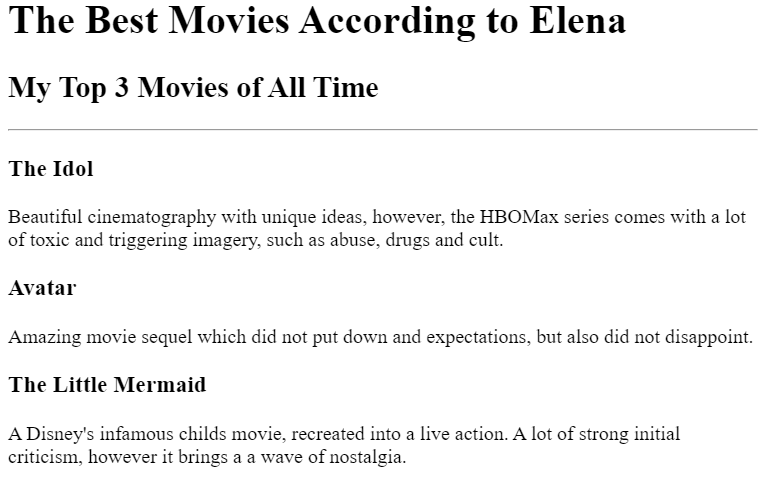 The Best Movies According to Elena
My Top 3 Movies of All Time
The Idol
Beautiful cinematography with unique ideas, however, the HBOMax series comes with a lot
of toxic and triggering imagery, such as abuse, drugs and cult.
Avatar
Amazing movie sequel which did not put down and expectations, but also did not disappoint.
The Little Mermaid
A Disney's infamous childs movie, recreated into a live action. A lot of strong initial
criticism, however it brings a a wave of nostalgia.